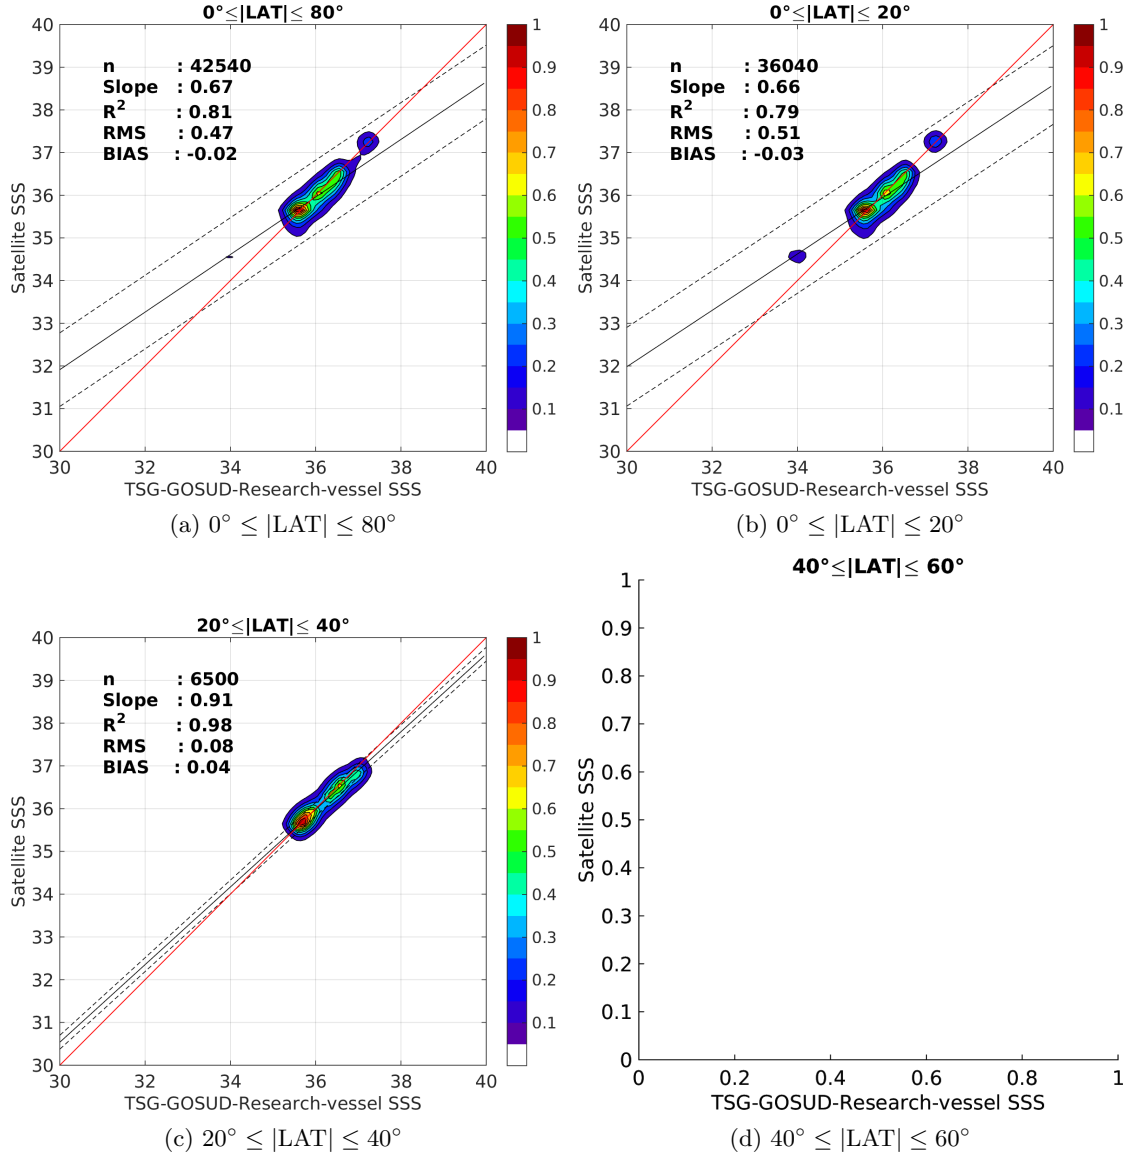 0°≤|LAT|≤ 80°
40
39
38
37
36
35
34
33
32
31
30
30 32 34 36 38 40
Satellite SSS
TSG-GOSUD-Research-vessel SSS
n : 42540
Slope : 0.67
R² : 0.81
RMS : 0.47
BIAS : -0.02
1
0.9
0.8
0.7
0.6
0.5
0.4
0.3
0.2
0.1
(a) 0° ≤ |LAT| ≤ 80°
0°≤|LAT|≤ 20°
40
39
38
37
36
35
34
33
32
31
30
30 32 34 36 38 40
Satellite SSS
TSG-GOSUD-Research-vessel SSS
n : 36040
Slope : 0.66
R² : 0.79
RMS : 0.51
BIAS : -0.03
1
0.9
0.8
0.7
0.6
0.5
0.4
0.3
0.2
0.1
(b) 0° ≤ |LAT| ≤ 20°
20°≤|LAT|≤ 40°
40
39
38
37
36
35
34
33
32
31
30
30 32 34 36 38 40
Satellite SSS
TSG-GOSUD-Research-vessel SSS
n : 6500
Slope : 0.91
R² : 0.98
RMS : 0.08
BIAS : 0.04
1
0.9
0.8
0.7
0.6
0.5
0.4
0.3
0.2
0.1
(c) 20° ≤ |LAT| ≤ 40°
40°≤|LAT|≤ 60°
1
0.9
0.8
0.7
0.6
0.5
0.4
0.3
0.2
0.1
0
0 0.2 0.4 0.6 0.8 1
Satellite SSS
TSG-GOSUD-Research-vessel SSS
(d) 40° ≤ |LAT| ≤ 60°